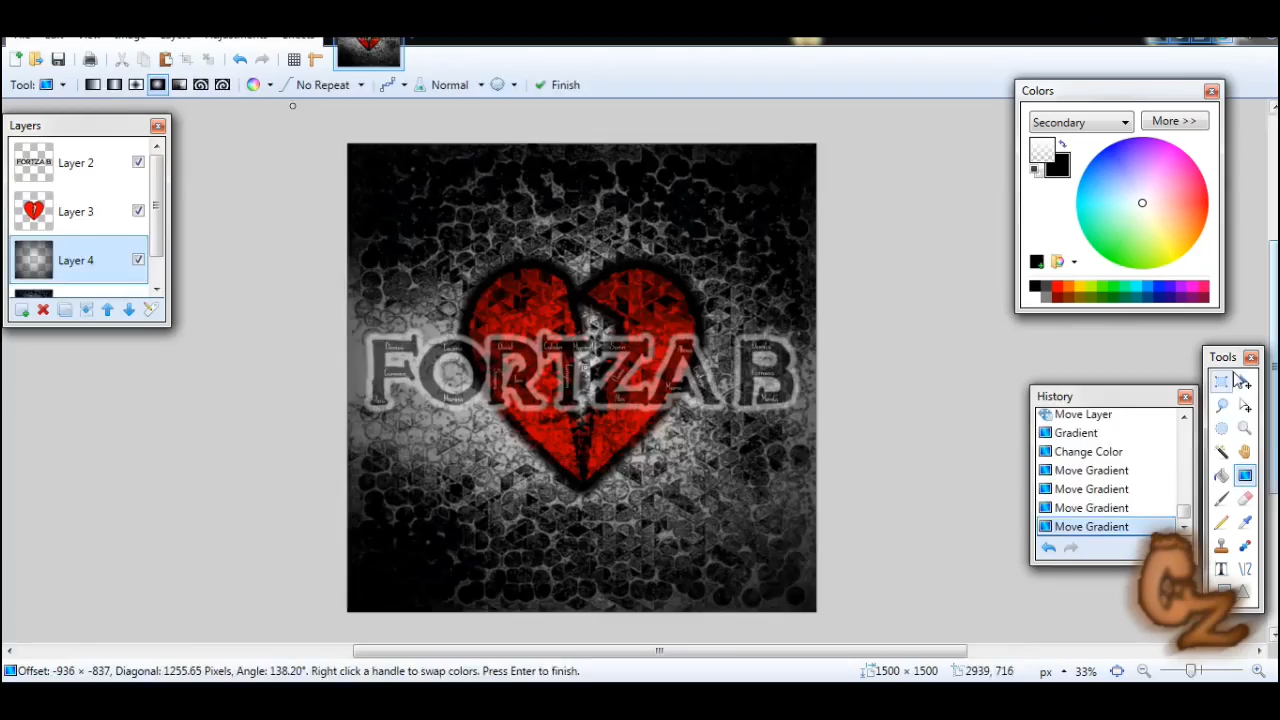 Tool:
No Repeat
Normal
Finish
Layers
Layer 2
Layer 3
Layer 4
FORTZAB
FORTZAB
Colors
Secondary
More >>
Tools
History
Move Layer
Gradient
Change Color
Move Gradient
Move Gradient
Move Gradient
Move Gradient
CZ
Offset: -936 × -837, Diagonal: 1255.65 Pixels, Angle: 138.20°. Right click a handle to swap colors. Press Enter to finish.
1500 × 1500
2939, 716
px
33%